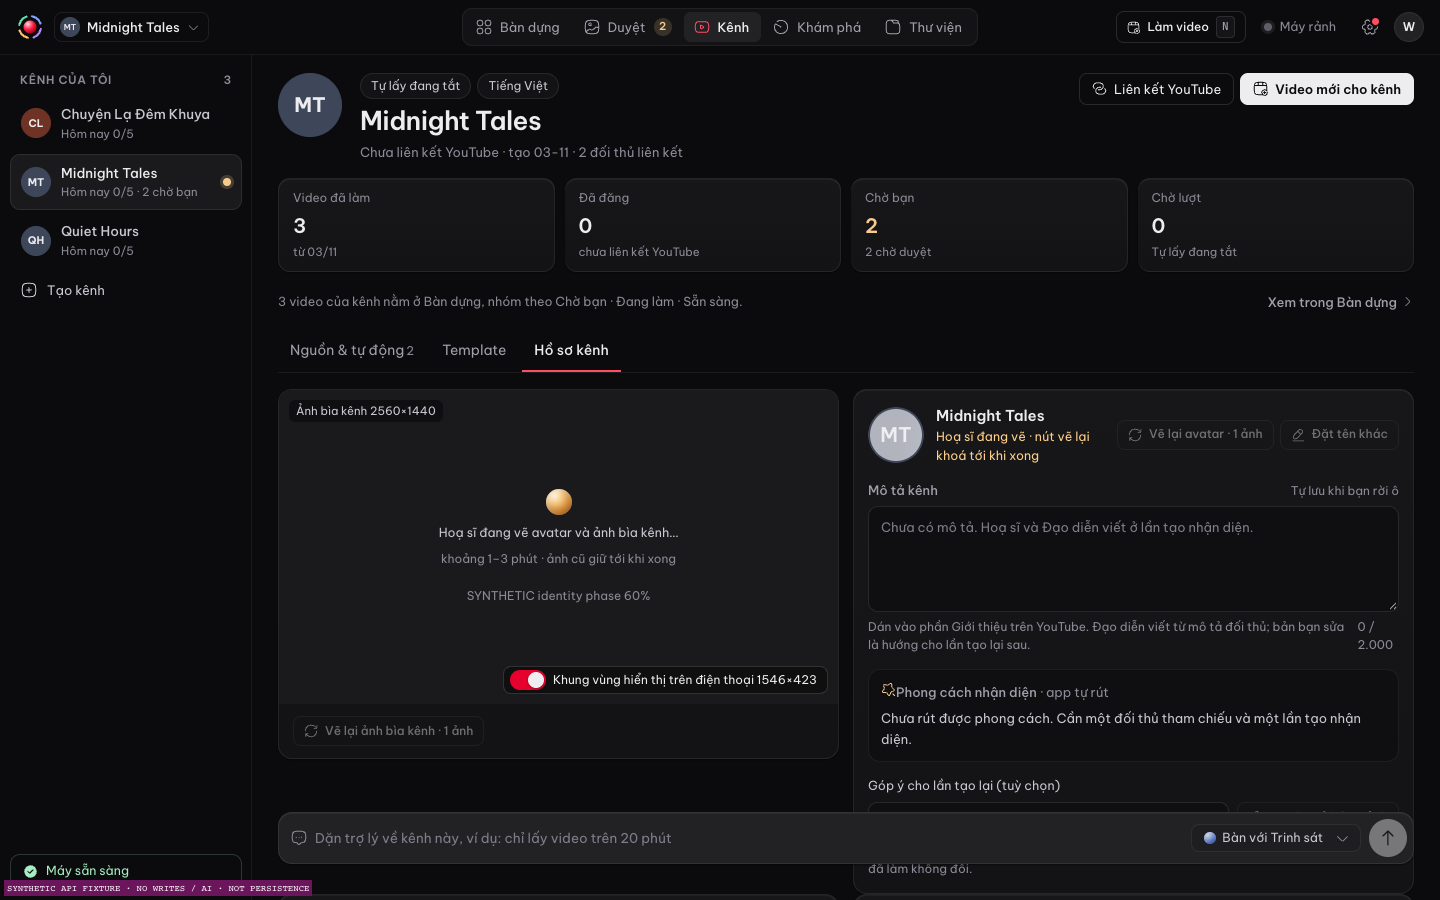 MT Midnight Tales
Bàn dựng
Duyệt 2
Kênh
Khám phá
Thư viện
Làm video N
Máy rảnh
W
KÊNH CỦA TÔI 3
CL
Chuyện Lạ Đêm Khuya
Hôm nay 0/5
MT
Midnight Tales
Hôm nay 0/5 · 2 chờ bạn
QH
Quiet Hours
Hôm nay 0/5
Tạo kênh
Máy sẵn sàng
SYNTHETIC API FIXTURE · NO WRITES / AI · NOT PERSISTENCE
MT
Tự lấy đang tắt
Tiếng Việt
Midnight Tales
Chưa liên kết YouTube · tạo 03-11 · 2 đối thủ liên kết
Liên kết YouTube
Video mới cho kênh
Video đã làm
3
từ 03/11
Đã đăng
0
chưa liên kết YouTube
Chờ bạn
2
2 chờ duyệt
Chờ lượt
0
Tự lấy đang tắt
3 video của kênh nằm ở Bàn dựng, nhóm theo Chờ bạn · Đang làm · Sẵn sàng.
Xem trong Bàn dựng
Nguồn & tự động 2
Template
Hồ sơ kênh
Ảnh bìa kênh 2560×1440
Hoạ sĩ đang vẽ avatar và ảnh bìa kênh…
khoảng 1–3 phút · ảnh cũ giữ tới khi xong
SYNTHETIC identity phase 60%
Khung vùng hiển thị trên điện thoại 1546×423
Vẽ lại ảnh bìa kênh · 1 ảnh
MT
Midnight Tales
Hoạ sĩ đang vẽ · nút vẽ lại
khoá tới khi xong
Vẽ lại avatar · 1 ảnh
Đặt tên khác
Mô tả kênh
Tự lưu khi bạn rời ô
Chưa có mô tả. Hoạ sĩ và Đạo diễn viết ở lần tạo nhận diện.
Dán vào phần Giới thiệu trên YouTube. Đạo diễn viết từ mô tả đối thủ; bản bạn sửa
là hướng cho lần tạo lại sau.
0 /
2.000
Phong cách nhận diện · app tự rút
Chưa rút được phong cách. Cần một đối thủ tham chiếu và một lần tạo nhận
diện.
Góp ý cho lần tạo lại (tuỳ chọn)
Dặn trợ lý về kênh này, ví dụ: chỉ lấy video trên 20 phút
Bàn với Trinh sát
đã làm không đổi.